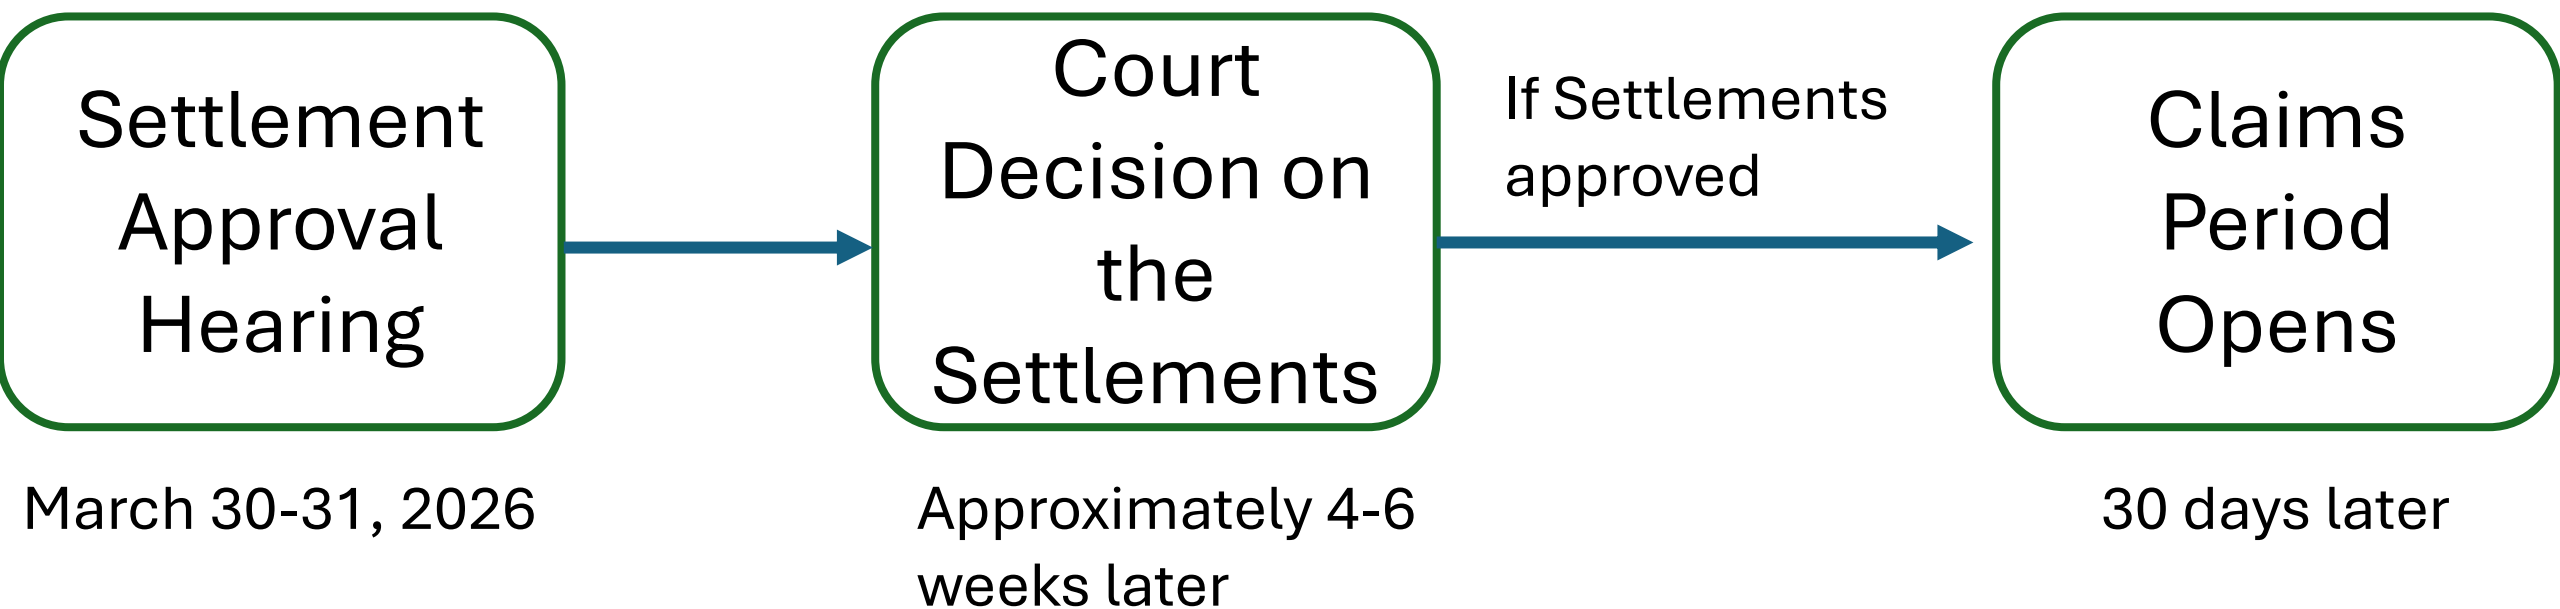 Settlement
Approval
Hearing
March 30-31, 2026
Court
Decision on
the
Settlements
Approximately 4-6
weeks later
If Settlements
approved
Claims
Period
Opens
30 days later